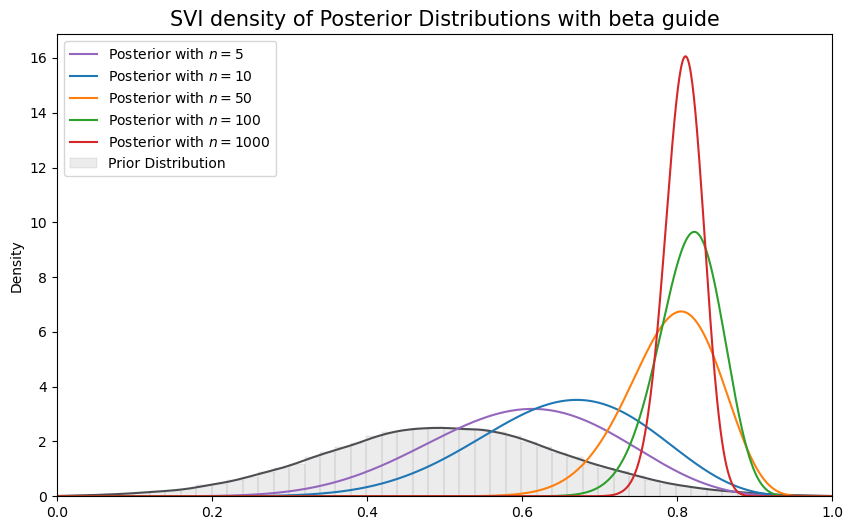 SVI density of Posterior Distributions with beta guide
Posterior with n = 5
Posterior with n = 10
Posterior with n = 50
Posterior with n = 100
Posterior with n = 1000
Prior Distribution
Density
16
14
12
10
8
6
4
2
0
0.0 0.2 0.4 0.6 0.8 1.0